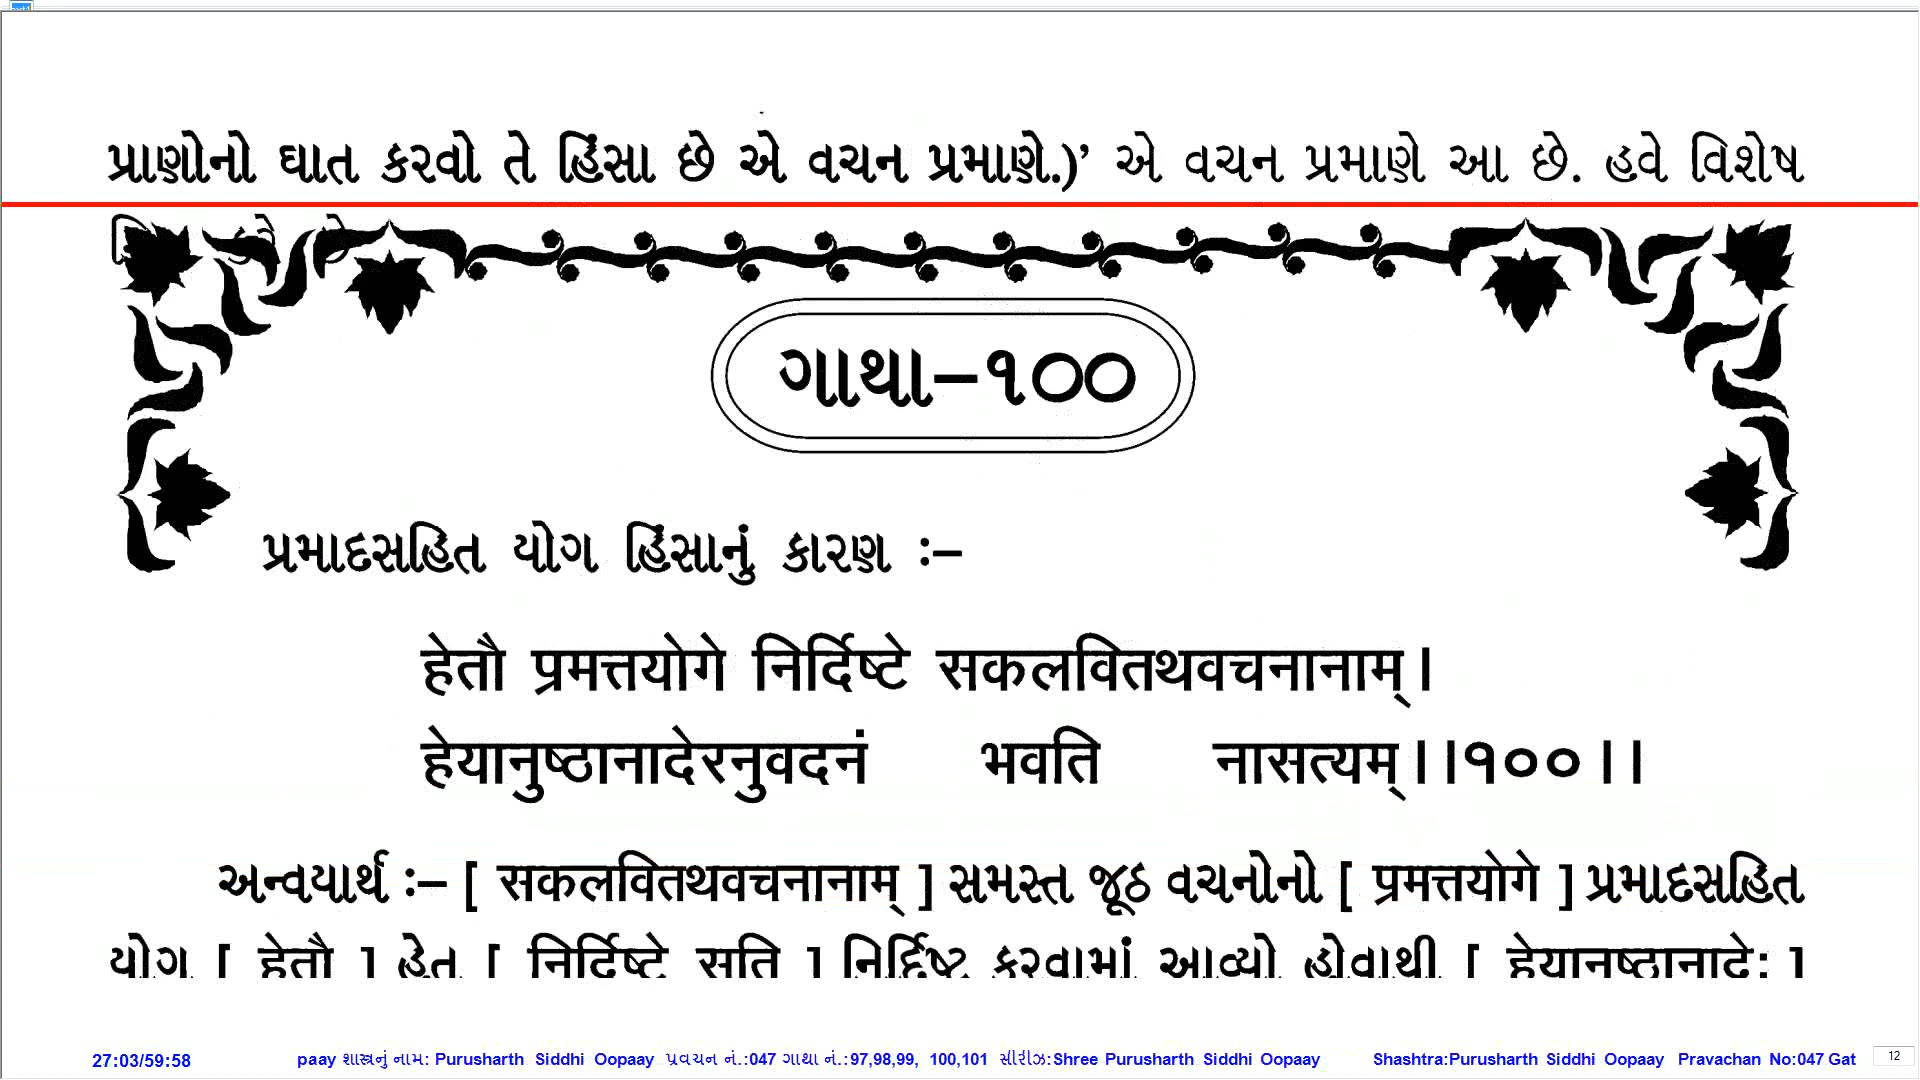 પ્રાણોનો ઘાત કરવો તે હિંસા છે એ વચન પ્રમાણે.)’ એ વચન પ્રમાણે આ છે. હવે વિશેષ
ગાથા–૧૦૦
પ્રમાદસહિત યોગ હિંસાનું કારણ ઃ–
हेतौ प्रमत्तयोगे निर्दिष्टे सकलवितथवचनानाम्।
हेयानुष्ठानादेरनुवदनं भवति नासत्यम्।।१००।।
અન્વયાર્થ ઃ– [ सकलवितथवचनानाम् ] સમસ્ત જૂઠ વચનોનો [ प्रमत्तयोगे ] પ્રમાદસહિત
યોગ [ हेतौ ] હેતુ [ निर्दिष्टे सति ] નિર્દિષ્ટ કરવામાં આવ્યો હોવાથી [ हेयानुष्ठानादेः ]
27:03/59:58 paay શાસ્ત્રનું નામ: Purusharth Siddhi Oopaay પ્રવચન નં.:047 ગાથા નં.:97,98,99, 100,101 સીરીઝ:Shree Purusharth Siddhi Oopaay Shashtra:Purusharth Siddhi Oopaay Pravachan No:047 Gat 12